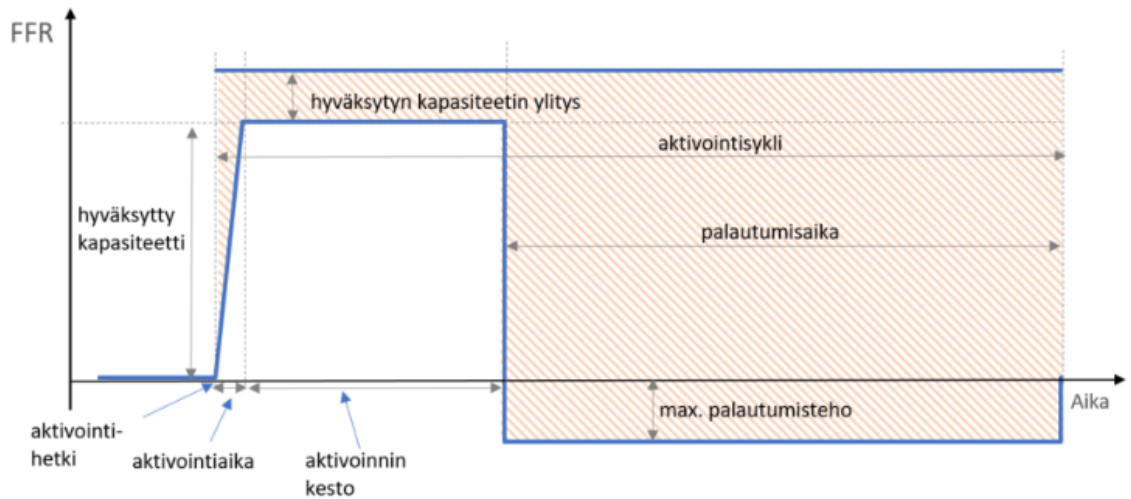 FFR
hyväksytyn kapasiteetin ylitys
aktivointisykli
hyväksytty
kapasiteetti
palautumisaika
max. palautumisteho
Aika
aktivointi-
hetki
aktivointiaika
aktivoinnin
kesto